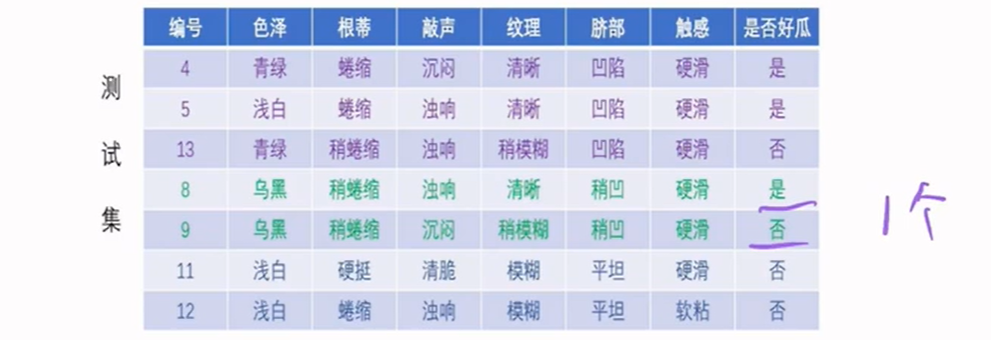 编号 色泽 根蒂 敲声 纹理 脐部 触感 是否好瓜
4 青绿 蜷缩 沉闷 清晰 凹陷 硬滑 是
5 浅白 蜷缩 浊响 清晰 凹陷 硬滑 是
13 青绿 稍蜷缩 浊响 稍模糊 凹陷 硬滑 否
8 乌黑 稍蜷缩 浊响 清晰 稍凹 硬滑 是
9 乌黑 稍蜷缩 沉闷 稍模糊 稍凹 硬滑 否
11 浅白 硬挺 清脆 模糊 平坦 硬滑 否
12 浅白 蜷缩 浊响 模糊 平坦 软粘 否
测试集
1个